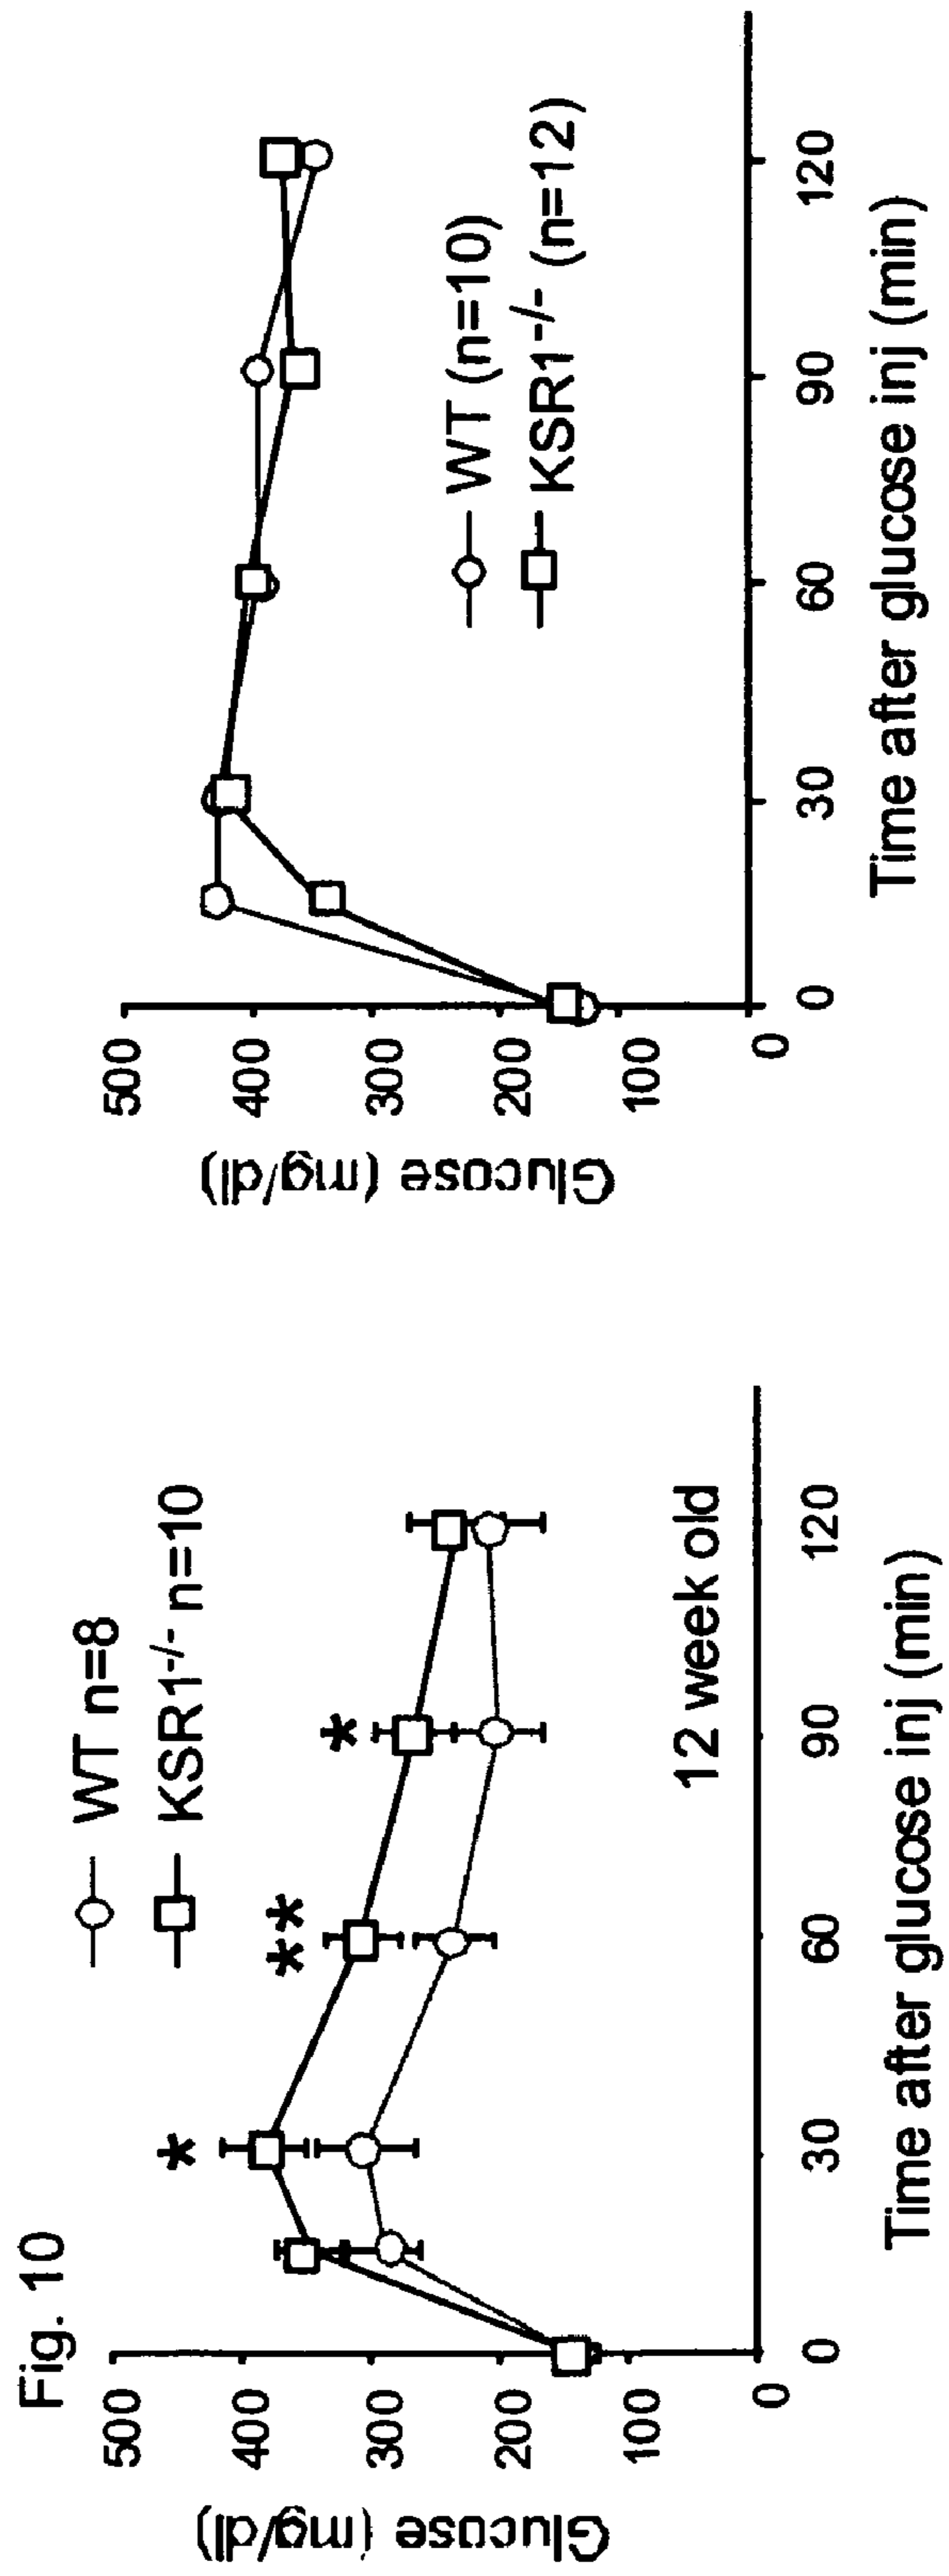 Fig. 10
WT n=8
KSR1-/- n=10
*
**
*
500
400
300
200
100
0
Glucose (mg/dl)
12 week old
0
30
60
90
120
Time after glucose inj (min)
500
400
300
200
100
0
Glucose (mg/dl)
WT (n=10)
KSR1-/- (n=12)
0
30
60
90
120
Time after glucose inj (min)